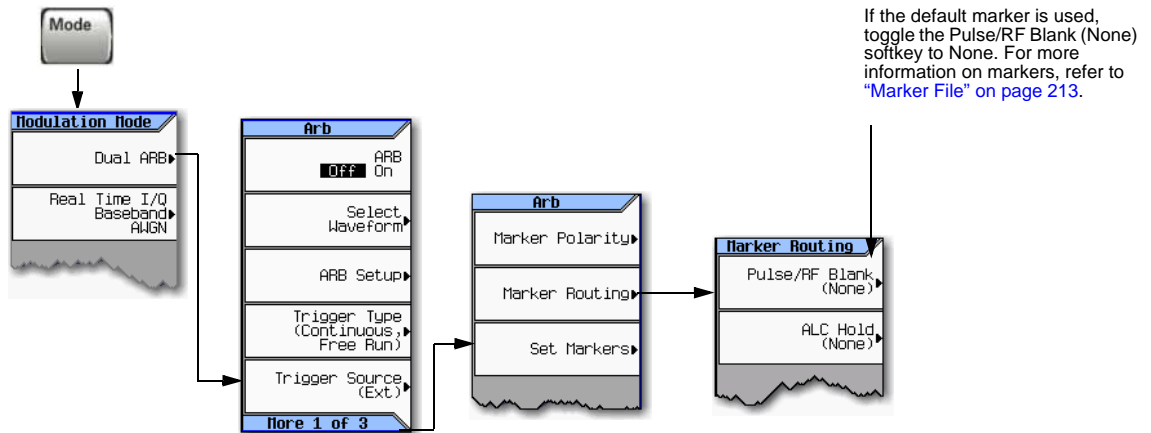 Mode
If the default marker is used,
toggle the Pulse/RF Blank (None)
softkey to None. For more
information on markers, refer to
“Marker File” on page 213.
Modulation Mode
Dual ARB
Real Time I/Q
Baseband
AWGN
Arb
ARB
Off On
Select
Waveform
ARB Setup
Trigger Type
(Continuous,
Free Run)
Trigger Source
(Ext)
More 1 of 3
Arb
Marker Polarity
Marker Routing
Set Markers
Marker Routing
Pulse/RF Blank
(None)
ALC Hold
(None)